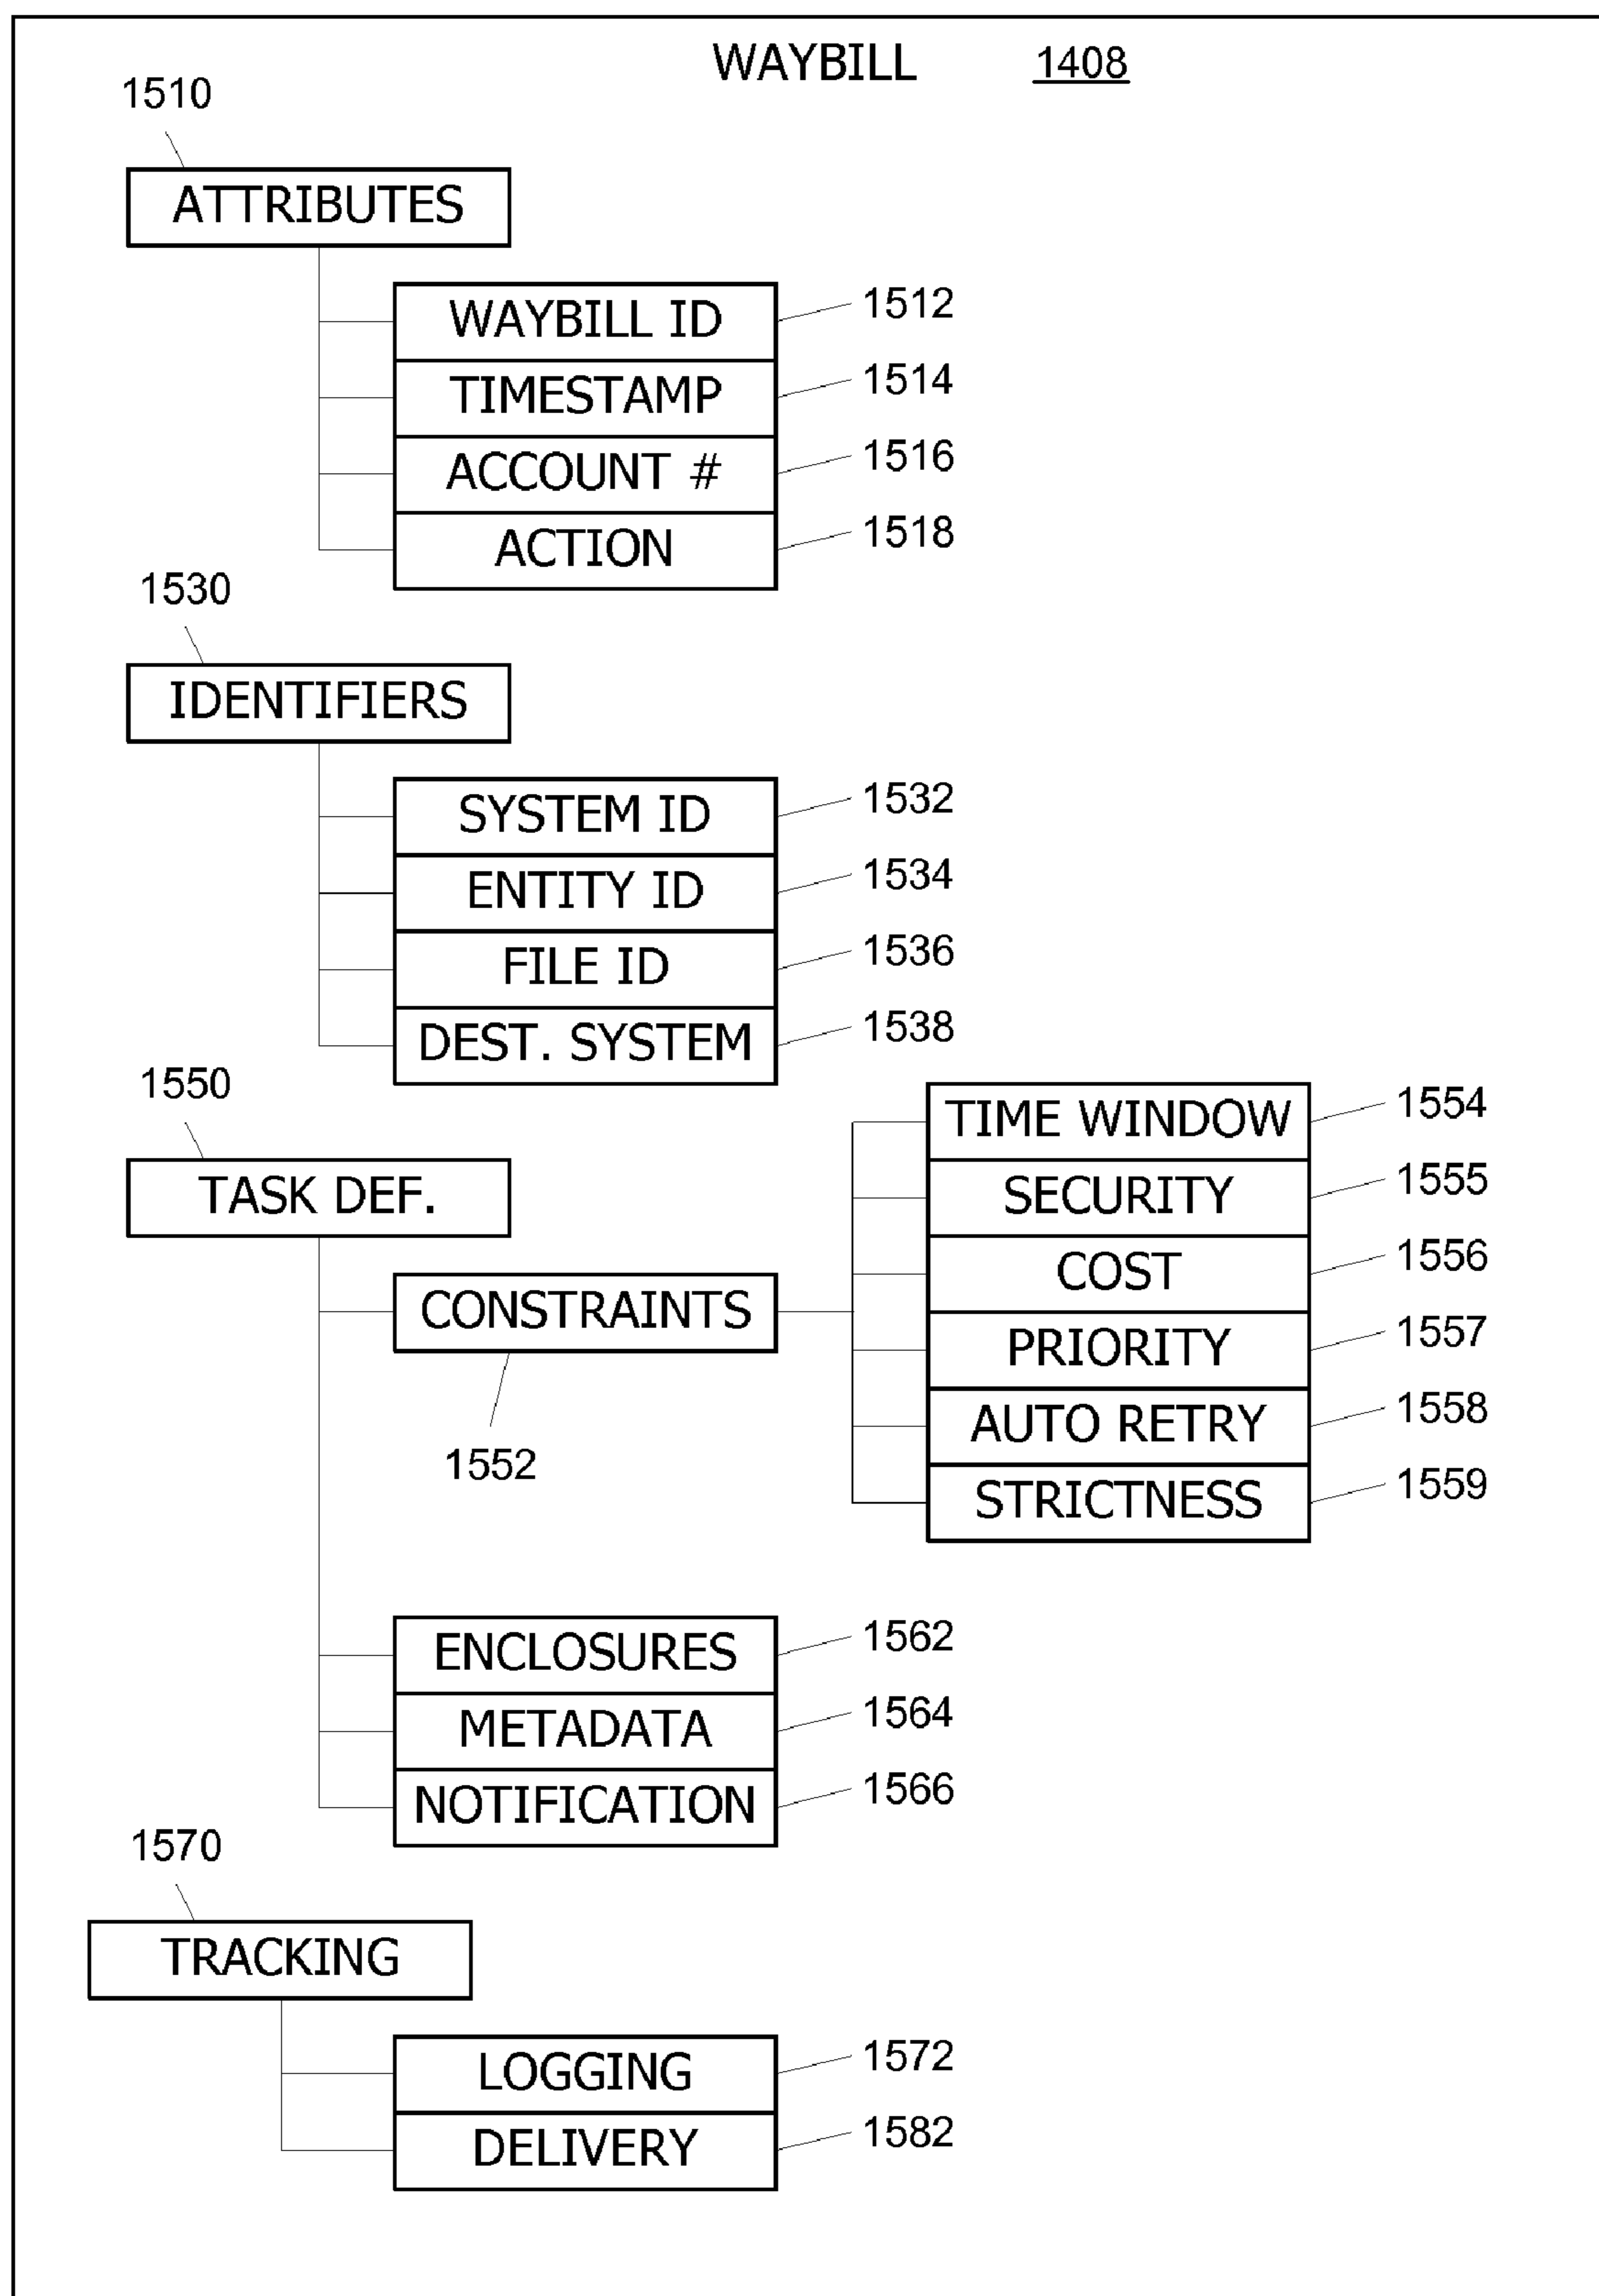 WAYBILL 1408
1510
ATTRIBUTES
WAYBILL ID 1512
TIMESTAMP 1514
ACCOUNT # 1516
ACTION 1518
1530
IDENTIFIERS
SYSTEM ID 1532
ENTITY ID 1534
FILE ID 1536
DEST. SYSTEM 1538
1550
TASK DEF.
CONSTRAINTS
1552
TIME WINDOW 1554
SECURITY 1555
COST 1556
PRIORITY 1557
AUTO RETRY 1558
STRICTNESS 1559
ENCLOSURES 1562
METADATA 1564
NOTIFICATION 1566
1570
TRACKING
LOGGING 1572
DELIVERY 1582